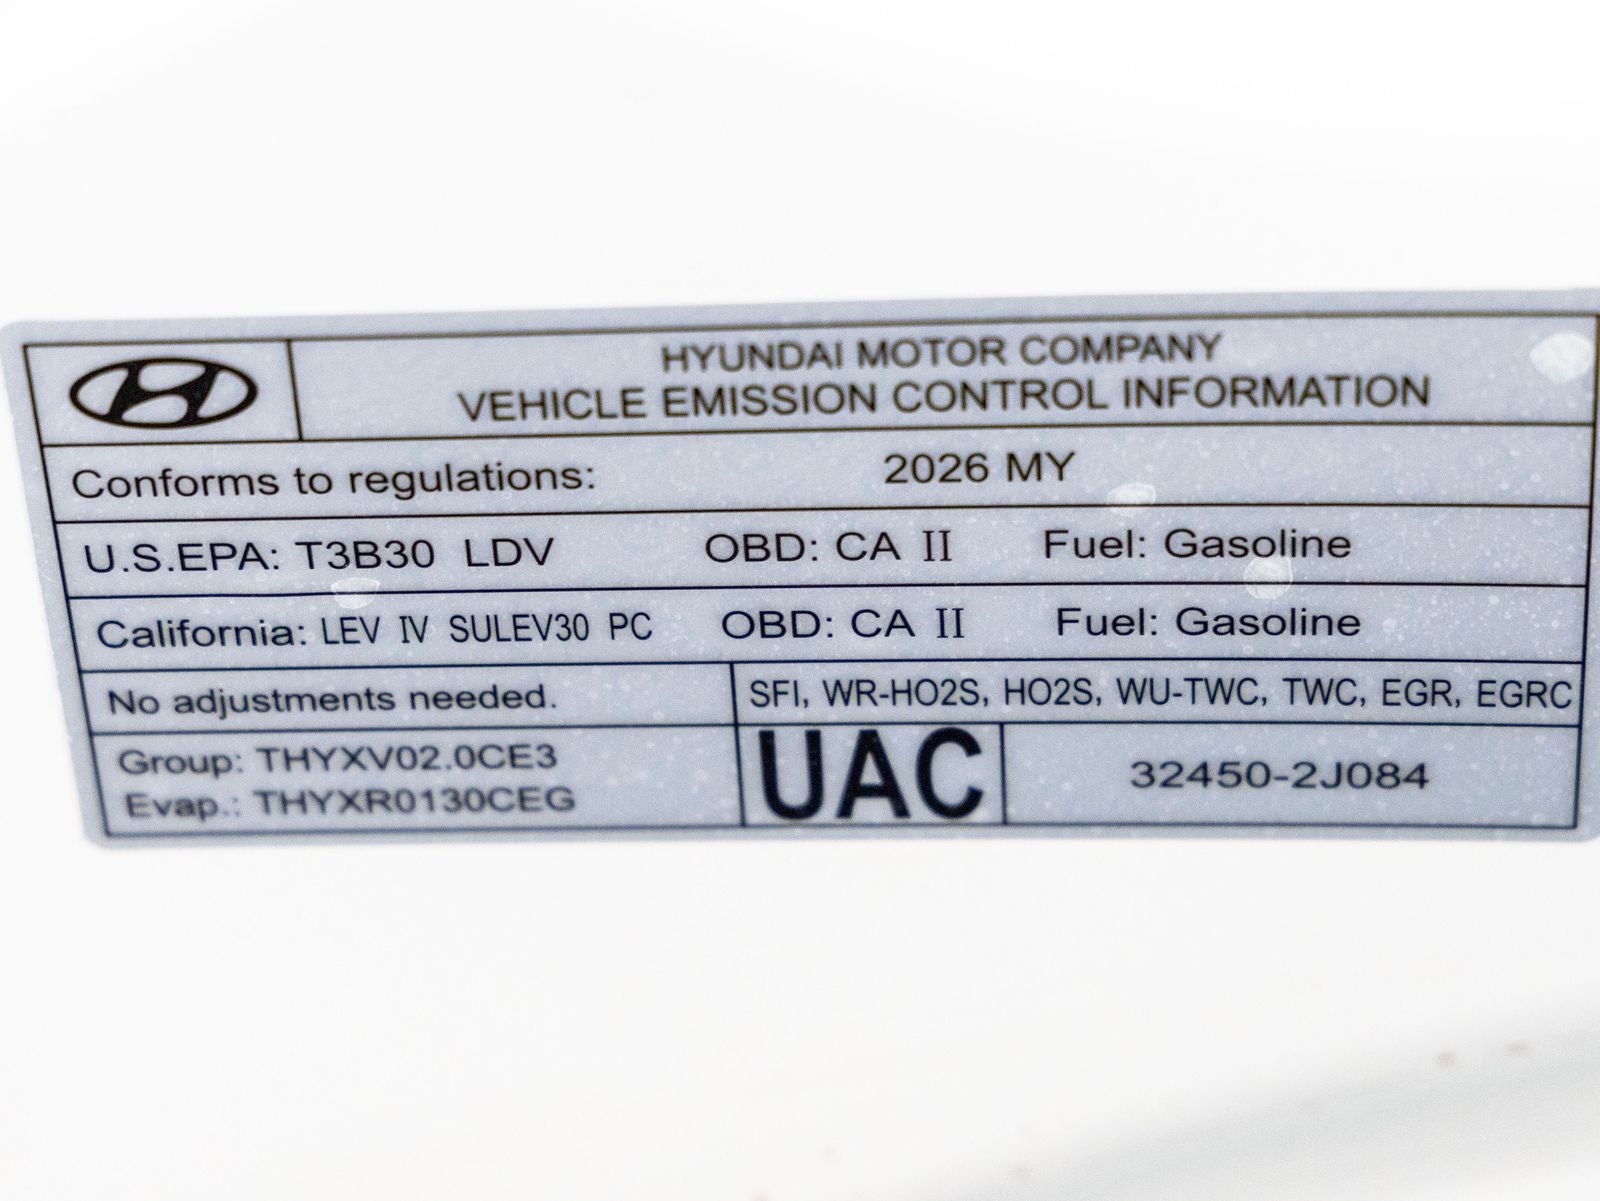 HYUNDAI MOTOR COMPANY
VEHICLE EMISSION CONTROL INFORMATION
Conforms to regulations: 2026 MY
U.S.EPA: T3B30 LDV OBD: CA II Fuel: Gasoline
California: LEV IV SULEV30 PC OBD: CA II Fuel: Gasoline
No adjustments needed. SFI, WR-HO2S, HO2S, WU-TWC, TWC, EGR, EGRC
Group: THYXV02.0CE3
Evap.: THYXR0130CEG
UAC 32450-2J084